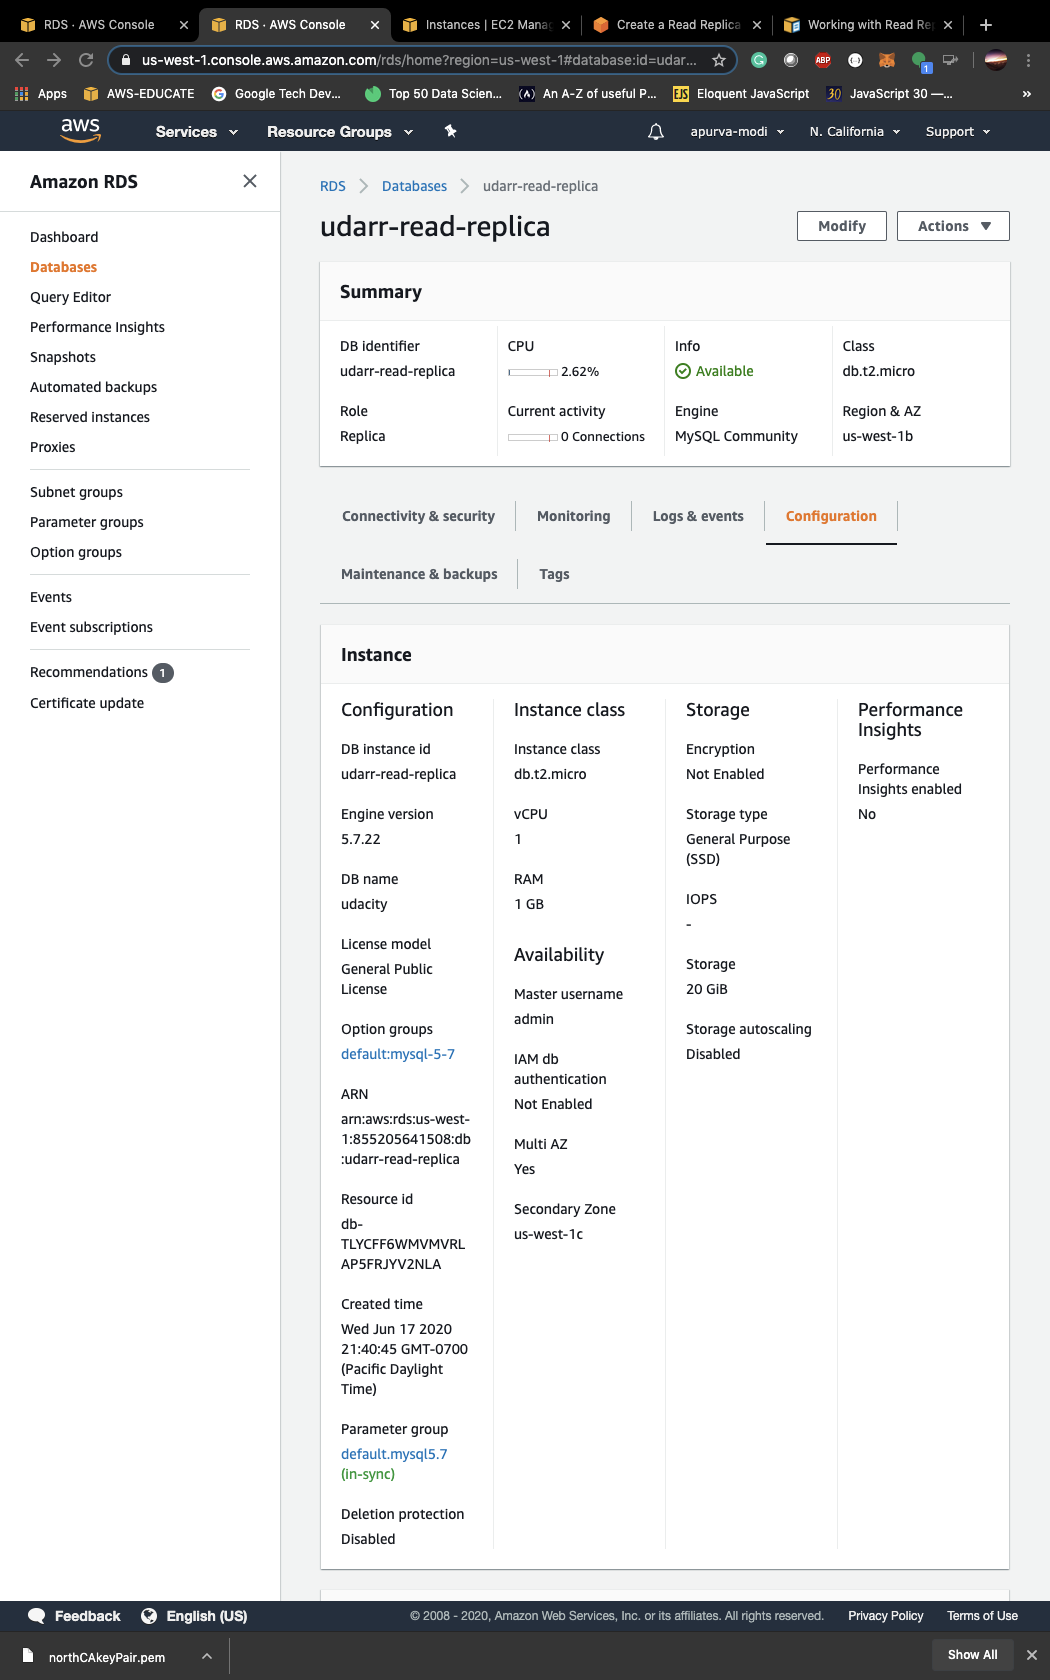 RDS · AWS Console
RDS · AWS Console
Instances | EC2 Mana
Create a Read Replica
Working with Read Re
us-west-1.console.aws.amazon.com/rds/home?region=us-west-1#database:id=udar...
ABP
1
Apps
AWS-EDUCATE
Google Tech Dev...
Top 50 Data Scien...
An A-Z of useful P...
EJS Eloquent JavaScript
30 JavaScript 30 —...
»
aws
Services
Resource Groups
apurva-modi
N. California
Support
Amazon RDS
Dashboard
Databases
Query Editor
Performance Insights
Snapshots
Automated backups
Reserved instances
Proxies
Subnet groups
Parameter groups
Option groups
Events
Event subscriptions
Recommendations 1
Certificate update
RDS > Databases > udarr-read-replica
udarr-read-replica
Modify
Actions
Summary
DB identifier
udarr-read-replica
CPU
2.62%
Info
Available
Class
db.t2.micro
Role
Replica
Current activity
0 Connections
Engine
MySQL Community
Region & AZ
us-west-1b
Connectivity & security
Monitoring
Logs & events
Configuration
Maintenance & backups
Tags
Instance
Configuration
DB instance id
udarr-read-replica
Engine version
5.7.22
DB name
udacity
License model
General Public
License
Option groups
default:mysql-5-7
ARN
arn:aws:rds:us-west-
1:855205641508:db
:udarr-read-replica
Resource id
db-
TLYCFF6WMVMVRL
AP5FRJYV2NLA
Created time
Wed Jun 17 2020
21:40:45 GMT-0700
(Pacific Daylight
Time)
Parameter group
default.mysql5.7
(in-sync)
Deletion protection
Disabled
Instance class
Instance class
db.t2.micro
vCPU
1
RAM
1 GB
Availability
Master username
admin
IAM db
authentication
Not Enabled
Multi AZ
Yes
Secondary Zone
us-west-1c
Storage
Encryption
Not Enabled
Storage type
General Purpose
(SSD)
IOPS
-
Storage
20 GiB
Storage autoscaling
Disabled
Performance
Insights
Performance
Insights enabled
No
Feedback
English (US)
© 2008 - 2020, Amazon Web Services, Inc. or its affiliates. All rights reserved.
Privacy Policy
Terms of Use
northCAkeyPair.pem
Show All